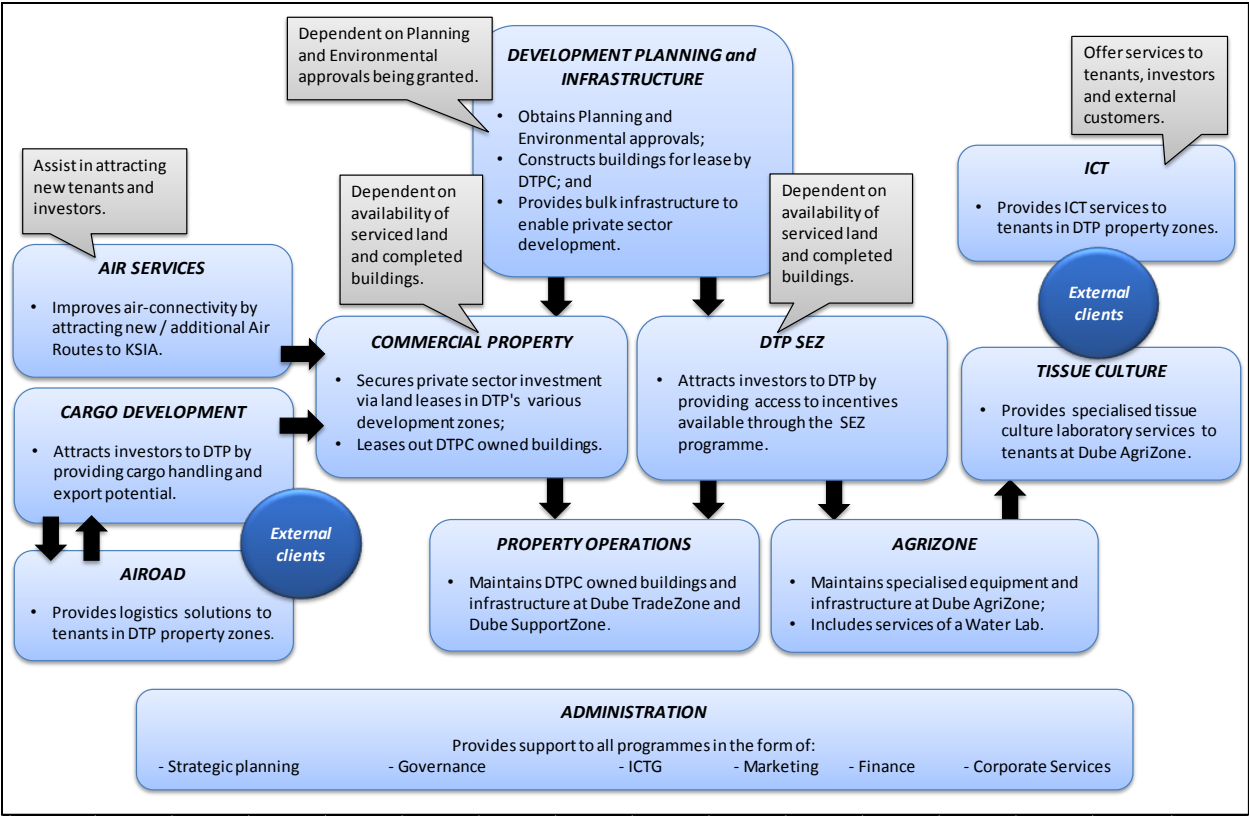 Dependent on Planning
and Environmental
approvals being granted.
DEVELOPMENT PLANNING and
INFRASTRUCTURE
• Obtains Planning and
Environmental approvals;
• Constructs buildings for lease by
DTPC; and
• Provides bulk infrastructure to
enable private sector
development.
Offer services to
tenants, investors
and external
customers.
ICT
• Provides ICT services to
tenants in DTP property zones.
Assist in attracting
new tenants and
investors.
AIR SERVICES
• Improves air-connectivity by
attracting new / additional Air
Routes to KSIA.
Dependent on
availability of
serviced land
and completed
buildings.
Dependent on
availability of
serviced land
and completed
buildings.
External
clients
COMMERCIAL PROPERTY
• Secures private sector investment
via land leases in DTP's various
development zones;
• Leases out DTPC owned buildings.
DTP SEZ
• Attracts investors to DTP by
providing access to incentives
available through the SEZ
programme.
TISSUE CULTURE
• Provides specialised tissue
culture laboratory services to
tenants at Dube AgriZone.
CARGO DEVELOPMENT
• Attracts investors to DTP by
providing cargo handling and
export potential.
External
clients
AIROAD
• Provides logistics solutions to
tenants in DTP property zones.
PROPERTY OPERATIONS
• Maintains DTPC owned buildings and
infrastructure at Dube TradeZone and
Dube SupportZone.
AGRIZONE
• Maintains specialised equipment and
infrastructure at Dube AgriZone;
• Includes services of a Water Lab.
ADMINISTRATION
Provides support to all programmes in the form of:
- Strategic planning - Governance - ICTG - Marketing - Finance - Corporate Services